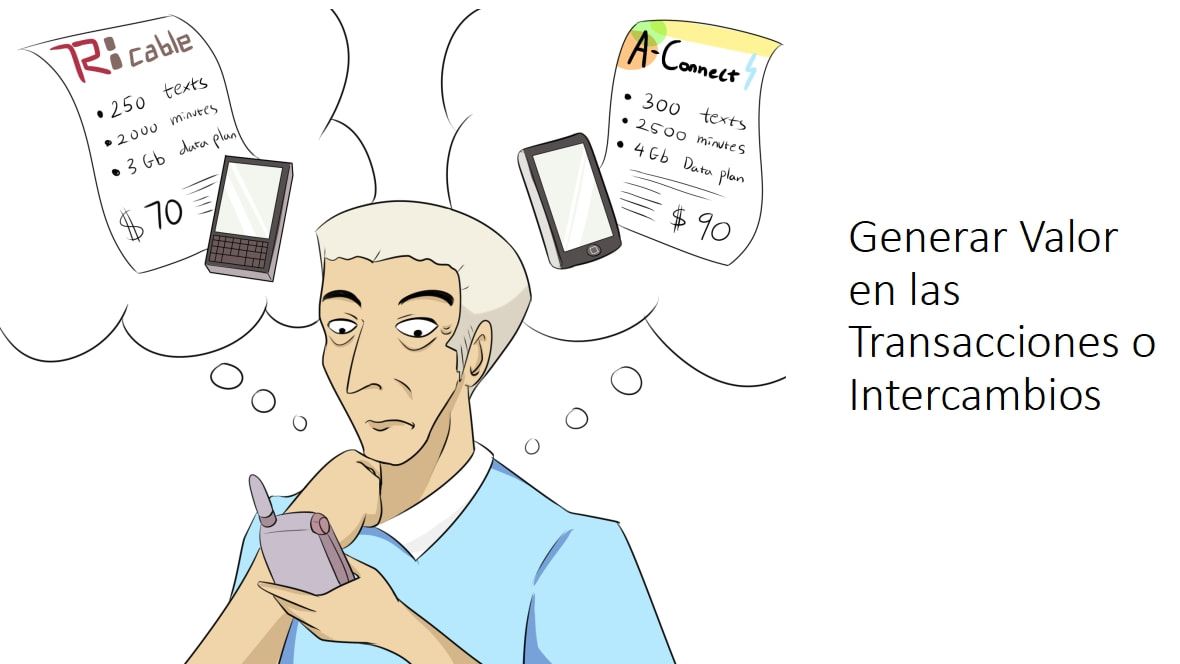 TRi cable
• 250 texts
• 2000 minutes
• 3 Gb data plan
$ 70
A-Connect
• 300 texts
• 2500 minutes
• 4 Gb Data plan
$ 90
Generar Valor
en las
Transacciones o
Intercambios